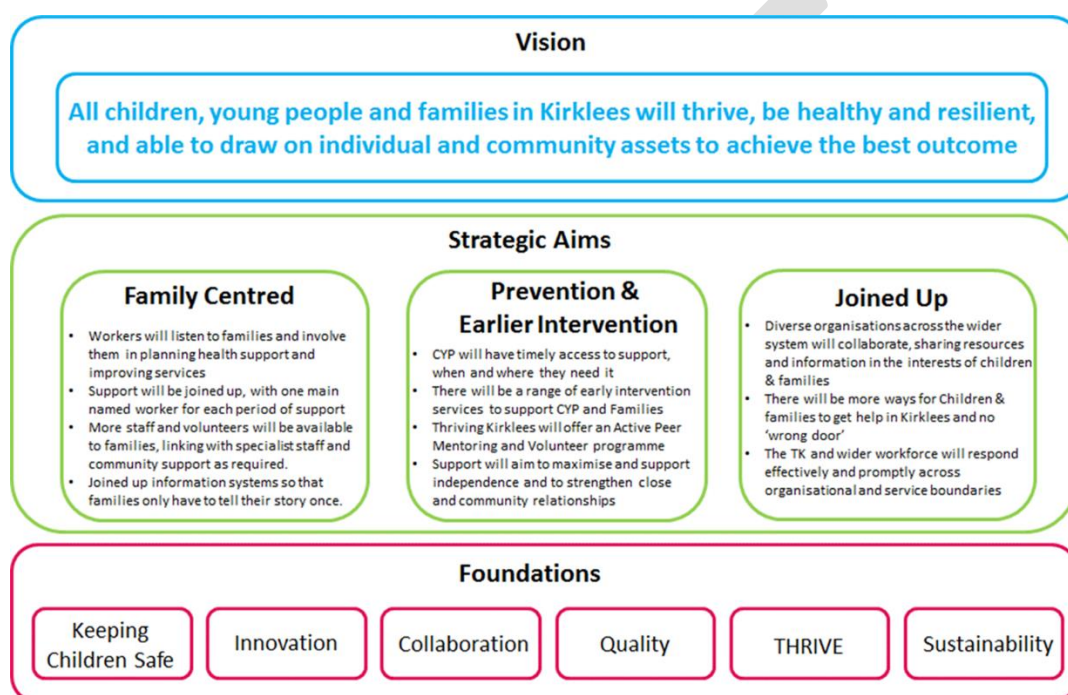 Vision
All children, young people and families in Kirklees will thrive, be healthy and resilient,
and able to draw on individual and community assets to achieve the best outcome
Strategic Aims
Family Centred
• Workers will listen to families and involve
them in planning health support and
improving services
• Support will be joined up, with one main
named worker for each period of support
• More staff and volunteers will be available
to families, linking with specialist staff and
community support as required.
• Joined up information systems so that
families only have to tell their story once.
Prevention &
Earlier Intervention
• CYP will have timely access to support,
when and where they need it
• There will be a range of early intervention
services to support CYP and Families
• Thriving Kirklees will offer an Active Peer
Mentoring and Volunteer programme
• Support will aim to maximise and support
independence and to strengthen close
and community relationships
Joined Up
• Diverse organisations across the wider
system will collaborate, sharing resources
and information in the interests of children
& families
• There will be more ways for Children &
families to get help in Kirklees and no
‘wrong door’
• The TK and wider workforce will respond
effectively and promptly across
organisational and service boundaries
Foundations
Keeping
Children Safe
Innovation
Collaboration
Quality
THRIVE
Sustainability